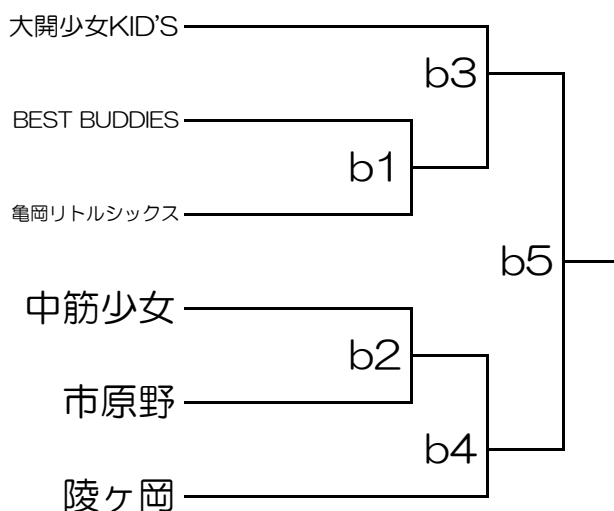 大開少女KID'S
b3
BEST BUDDIES
b1
亀岡リトルシックス
b5
中筋少女
b2
市原野
b4
陵ヶ岡